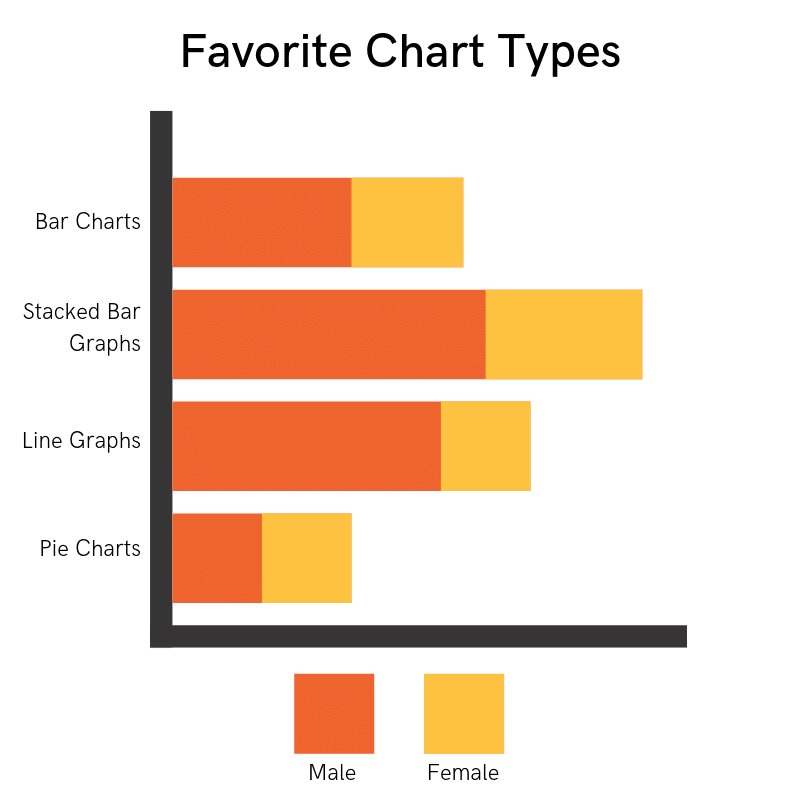 Favorite Chart Types
Bar Charts
Stacked Bar
Graphs
Line Graphs
Pie Charts
Male
Female